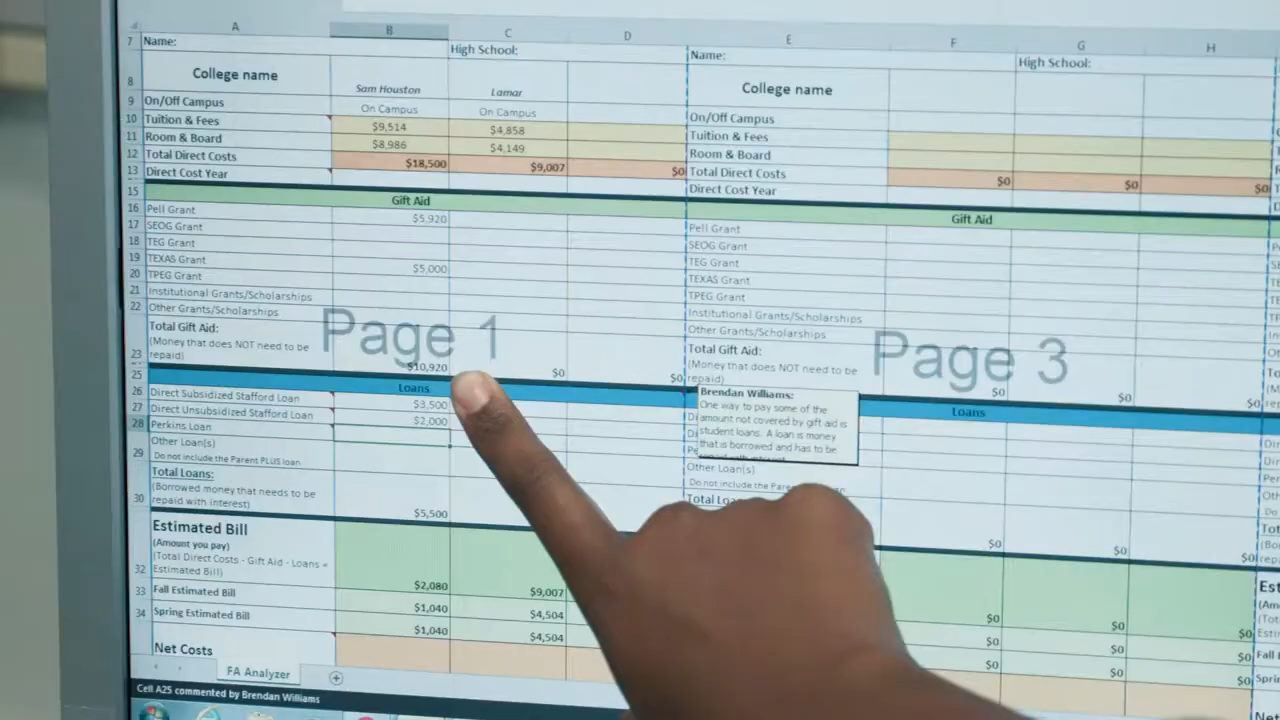 A B C D E F G H
7 Name: High School: Name: High School:
8 College name Sam Houston Lamar College name
9 On/Off Campus On Campus On Campus On/Off Campus
10 Tuition & Fees $9,514 $4,858 Tuition & Fees
11 Room & Board $8,986 $4,149 Room & Board
12 Total Direct Costs $18,500 $9,007 $0 Total Direct Costs $0 $0 $0
13 Direct Cost Year Direct Cost Year
15 Gift Aid Gift Aid
16 Pell Grant $5,920 Pell Grant
17 SEOG Grant SEOG Grant
18 TEG Grant TEG Grant
19 TEXAS Grant $5,000 TEXAS Grant
20 TPEG Grant TPEG Grant
21 Institutional Grants/Scholarships Institutional Grants/Scholarships
22 Other Grants/Scholarships Other Grants/Scholarships
Page 1 Page 3
Total Gift Aid: Total Gift Aid:
(Money that does NOT need to be (Money that does NOT need to be
23 repaid) $10,920 $0 $0 repaid) $0 $0 $0
25 Loans Loans
26 Direct Subsidized Stafford Loan $3,500
27 Direct Unsubsidized Stafford Loan $2,000
28 Perkins Loan
Brendan Williams:
One way to pay some of the
amount not covered by gift aid is
student loans. A loan is money
that is borrowed and has to be
Other Loan(s) Other Loan(s)
29 Do not include the Parent PLUS loan Do not include the
Total Loans: Total
(Borrowed money that needs to be
30 repaid with interest) $5,500 $0 $0 $0
Estimated Bill
(Amount you pay)
(Total Direct Costs - Gift Aid - Loans =
32 Estimated Bill) $2,080 $9,007 $0 $0 $0
33 Fall Estimated Bill $1,040 $4,504 $0 $0 $0
34 Spring Estimated Bill $1,040 $4,504 $0 $0 $0
Net Costs
FA Analyzer
Cell A25 commented by Brendan Williams